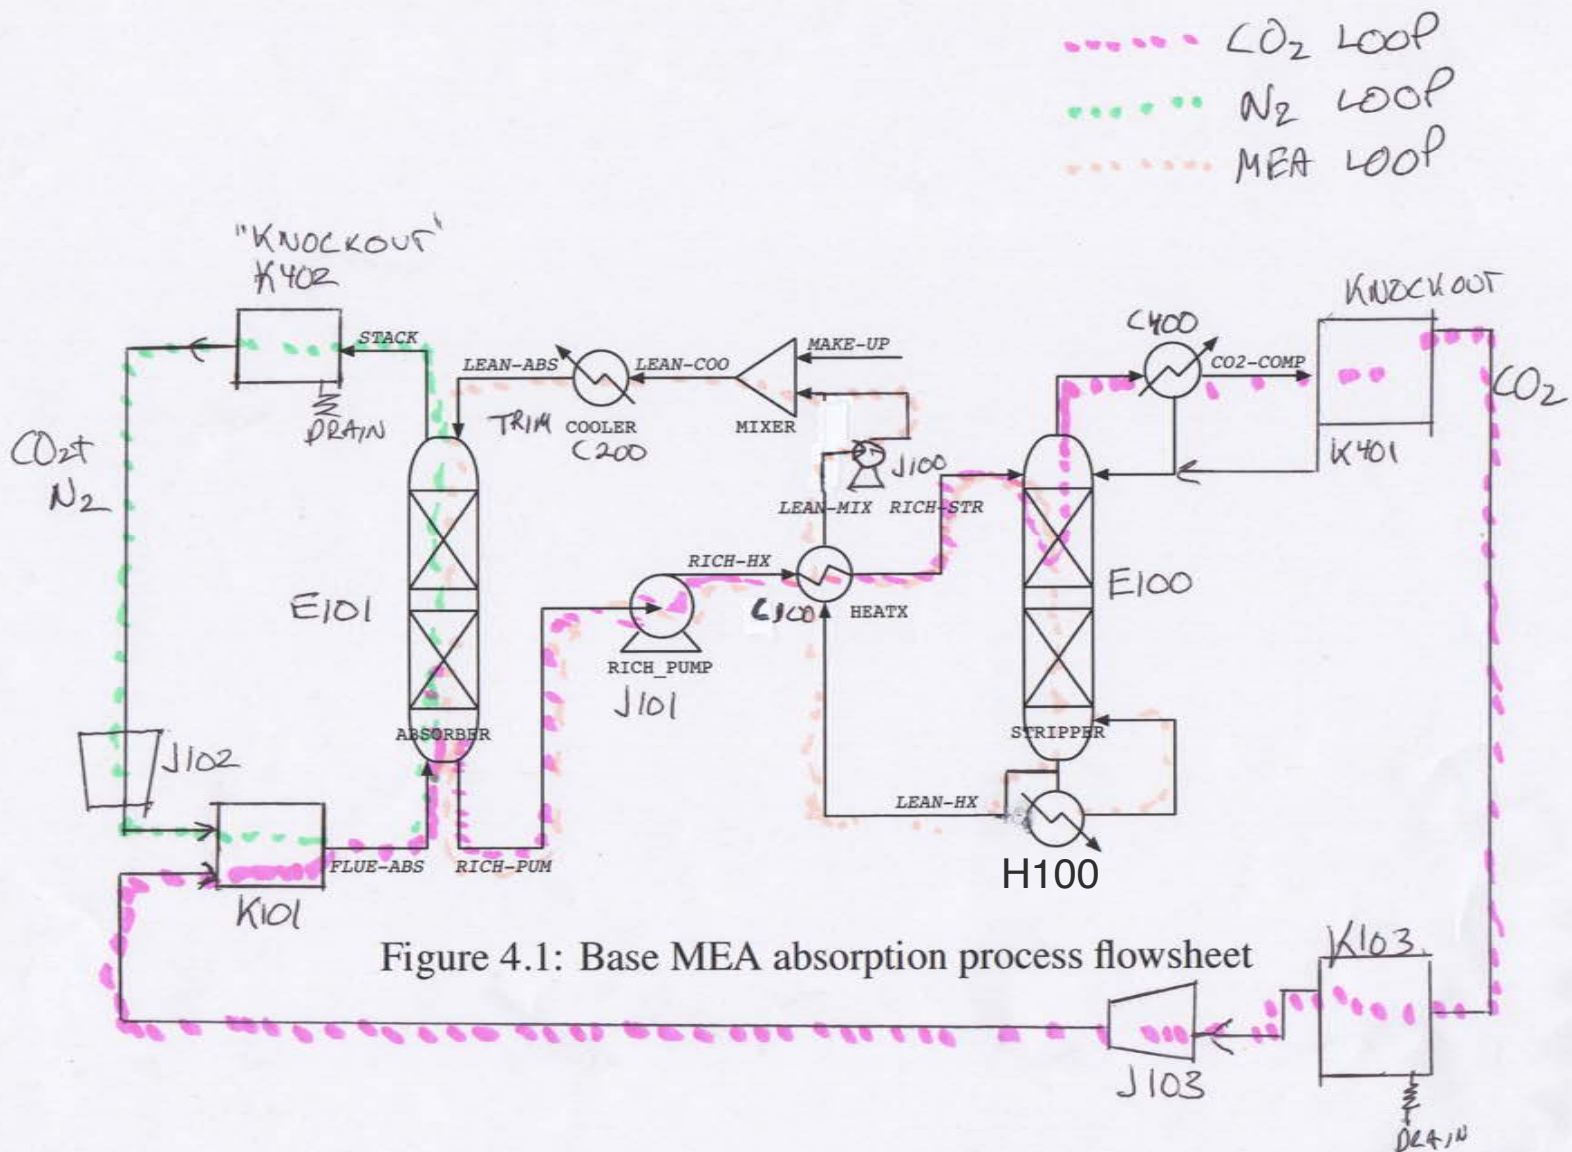 CO2 LOOP
N2 LOOP
MEA LOOP
"KNOCKOUT"
K402
STACK
DRAIN
CO2+
N2
LEAN-ABS
LEAN-COO
MAKE-UP
TRIM COOLER
C200
MIXER
J100
LEAN-MIX
RICH-STR
C400
CO2-COMP
KNOCKOUT
K401
CO2
E101
ABSORBER
RICH-HX
C100
HEATX
RICH_PUMP
J101
E100
STRIPPER
LEAN-HX
H100
J102
K101
FLUE-ABS
RICH-PUM
Figure 4.1: Base MEA absorption process flowsheet
K103
J103
DRAIN